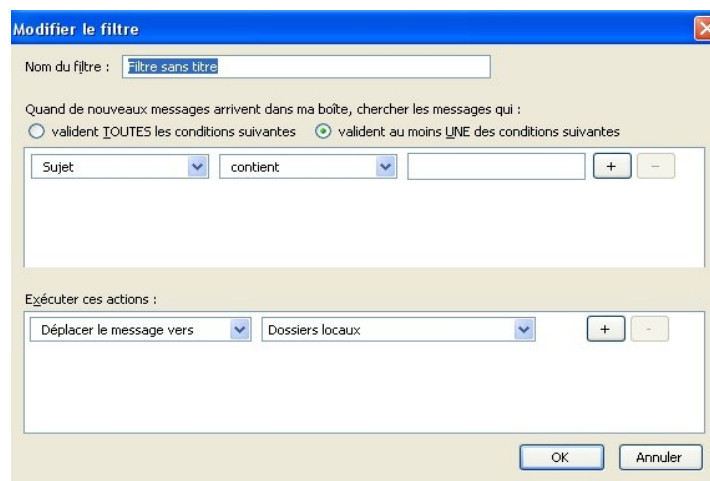 Modifier le filtre
Nom du filtre : Filtre sans titre
Quand de nouveaux messages arrivent dans ma boîte, chercher les messages qui :
valident TOUTES les conditions suivantes valident au moins UNE des conditions suivantes
Sujet contient + -
Exécuter ces actions :
Déplacer le message vers Dossiers locaux + -
OK Annuler